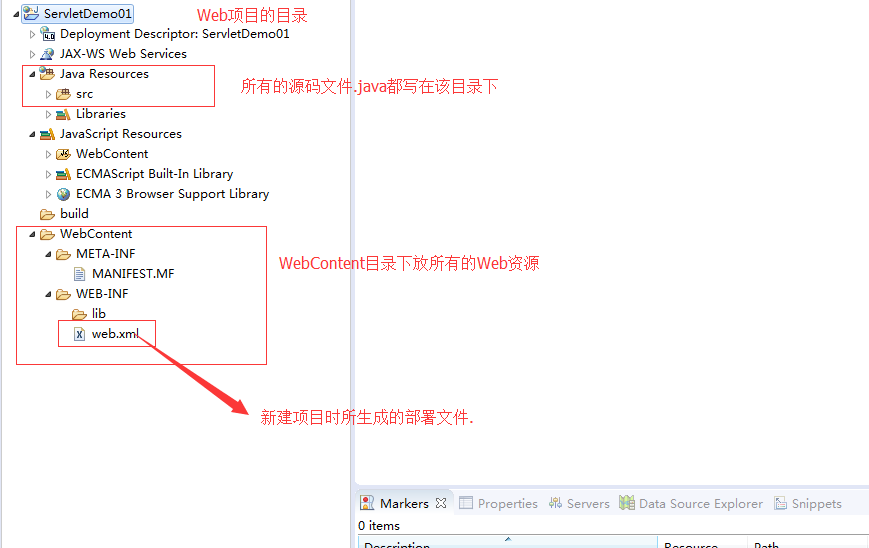 ServletDemo01
Web项目的目录
Deployment Descriptor: ServletDemo01
JAX-WS Web Services
Java Resources
src
所有的源码文件.java都写在该目录下
Libraries
JavaScript Resources
WebContent
ECMAScript Built-In Library
ECMA 3 Browser Support Library
build
WebContent
META-INF
WebContent目录下放所有的Web资源
MANIFEST.MF
WEB-INF
lib
web.xml
新建项目时所生成的部署文件.
Markers Properties Servers Data Source Explorer Snippets
0 items
Description Resource Path